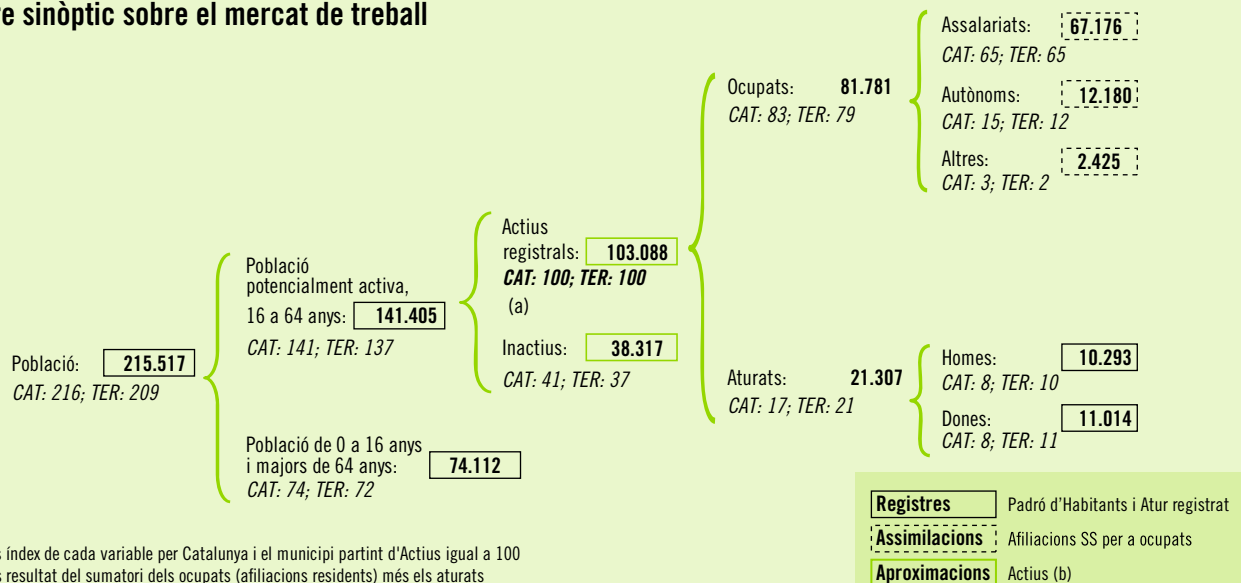 e sinòptic sobre el mercat de treball
Població: 215.517
CAT: 216; TER: 209
Població
potencialment activa,
16 a 64 anys: 141.405
CAT: 141; TER: 137
Població de 0 a 16 anys
i majors de 64 anys: 74.112
CAT: 74; TER: 72
Actius
registrals: 103.088
CAT: 100; TER: 100
(a)
Inactius: 38.317
CAT: 41; TER: 37
Ocupats: 81.781
CAT: 83; TER: 79
Aturats: 21.307
CAT: 17; TER: 21
Assalariats: 67.176
CAT: 65; TER: 65
Autònoms: 12.180
CAT: 15; TER: 12
Altres: 2.425
CAT: 3; TER: 2
Homes: 10.293
CAT: 8; TER: 10
Dones: 11.014
CAT: 8; TER: 11
Registres Padró d'Habitants i Atur registrat
Assimilacions Afiliacions SS per a ocupats
Aproximacions Actius (b)
s índex de cada variable per Catalunya i el municipi partint d'Actius igual a 100
s resultat del sumatori dels ocupats (afiliacions residents) més els aturats